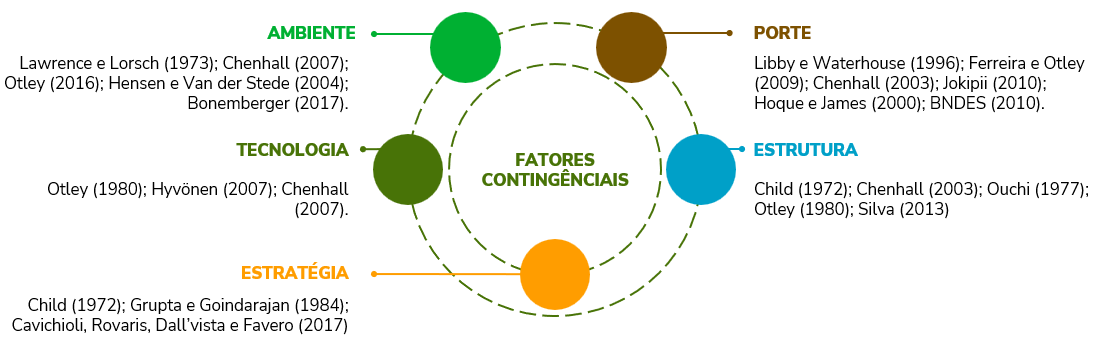 AMBIENTE
Lawrence e Lorsch (1973); Chenhall (2007);
Otley (2016); Hensen e Van der Stede (2004);
Bonemberger (2017).
PORTE
Libby e Waterhouse (1996); Ferreira e Otley
(2009); Chenhall (2003); Jokipii (2010);
Hoque e James (2000); BNDES (2010).
TECNOLOGIA
Otley (1980); Hyvönen (2007); Chenhall
(2007).
FATORES
CONTINGÊNCIAIS
ESTRUTURA
Child (1972); Chenhall (2003); Ouchi (1977);
Otley (1980); Silva (2013)
ESTRATÉGIA
Child (1972); Grupta e Goindarajan (1984);
Cavichioli, Rovaris, Dall'vista e Favero (2017)